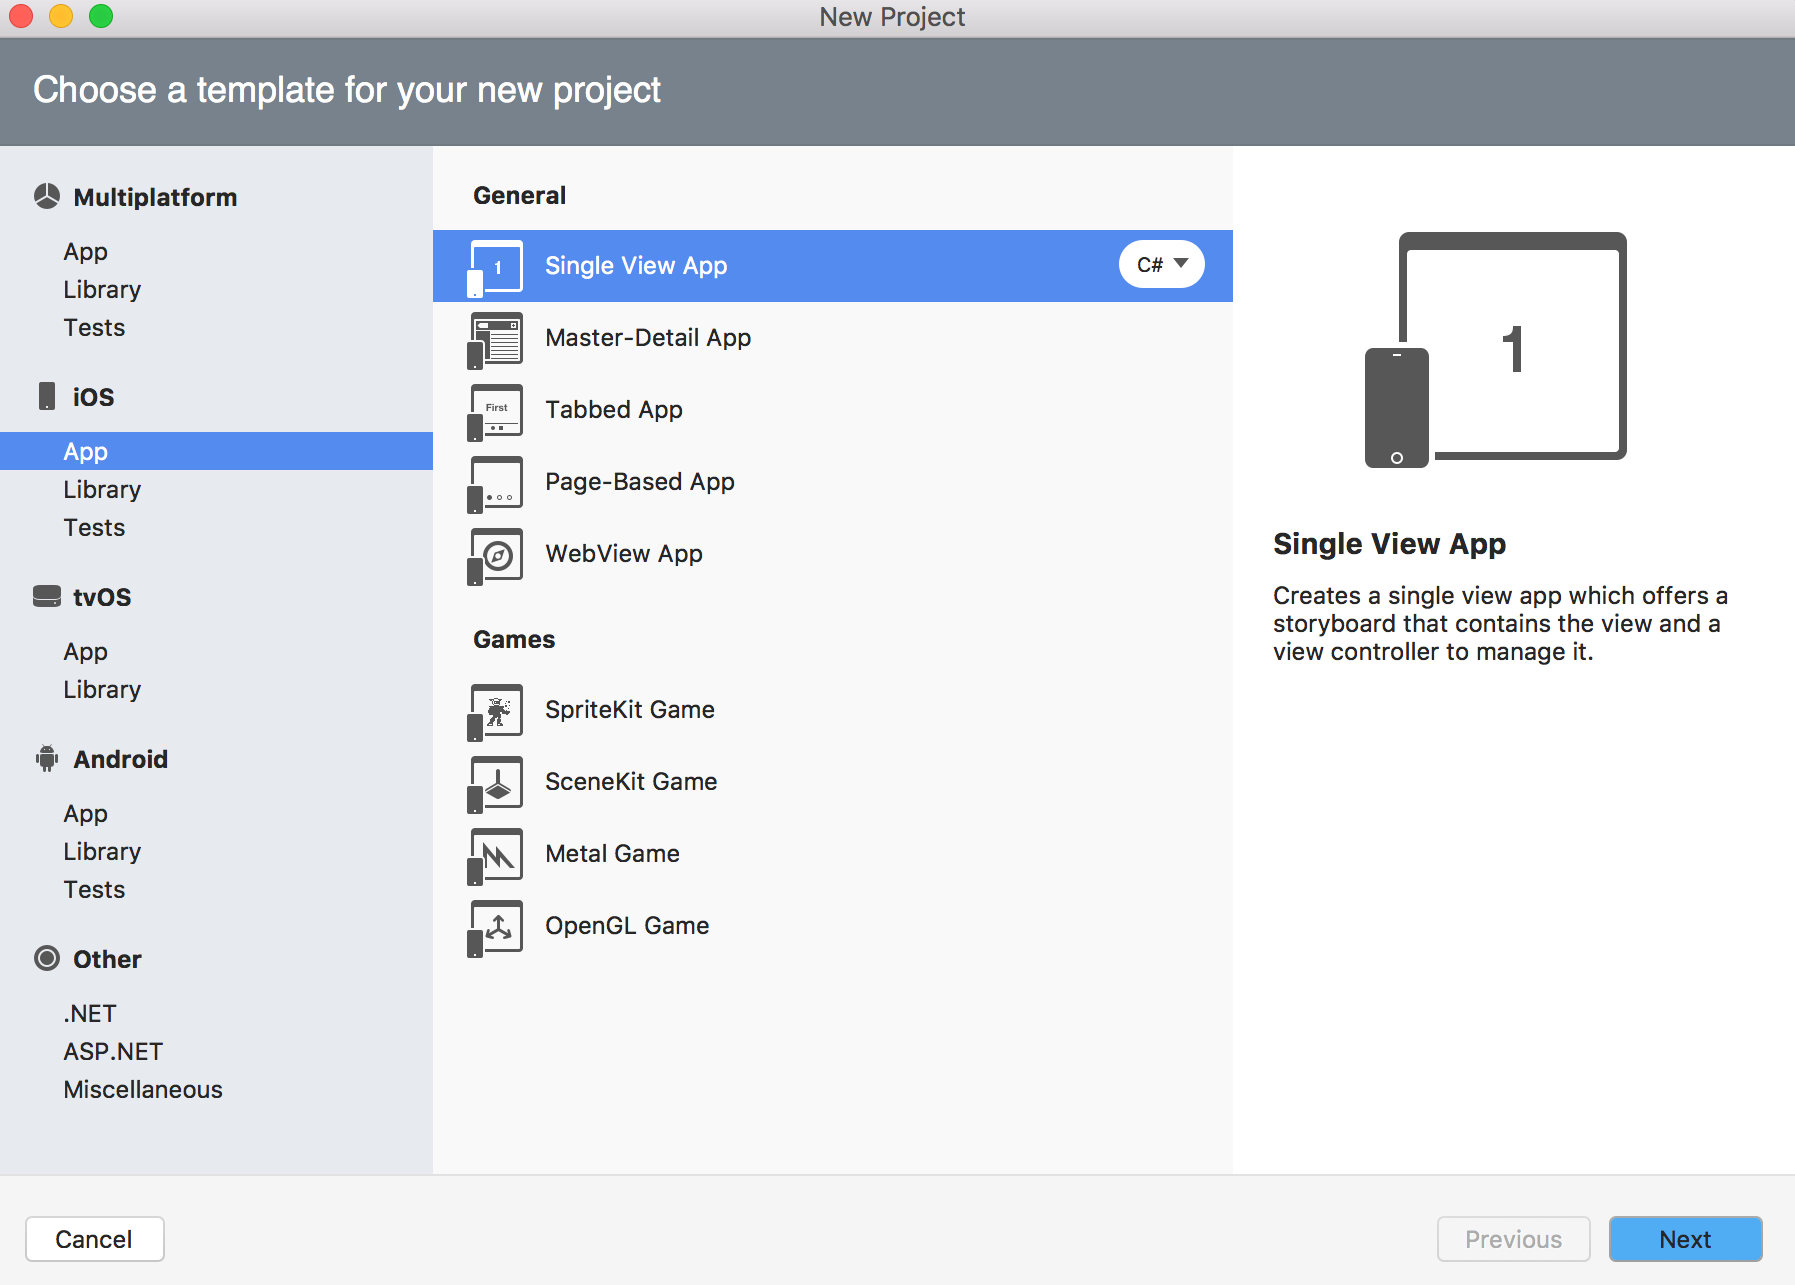 New Project
Choose a template for your new project
Multiplatform
App
Library
Tests
iOS
App
Library
Tests
tvOS
App
Library
Android
App
Library
Tests
Other
.NET
ASP.NET
Miscellaneous
General
1
Single View App
C#
Master-Detail App
First
Tabbed App
Page-Based App
WebView App
Games
SpriteKit Game
SceneKit Game
Metal Game
OpenGL Game
1
Single View App
Creates a single view app which offers a
storyboard that contains the view and a
view controller to manage it.
Cancel
Previous
Next